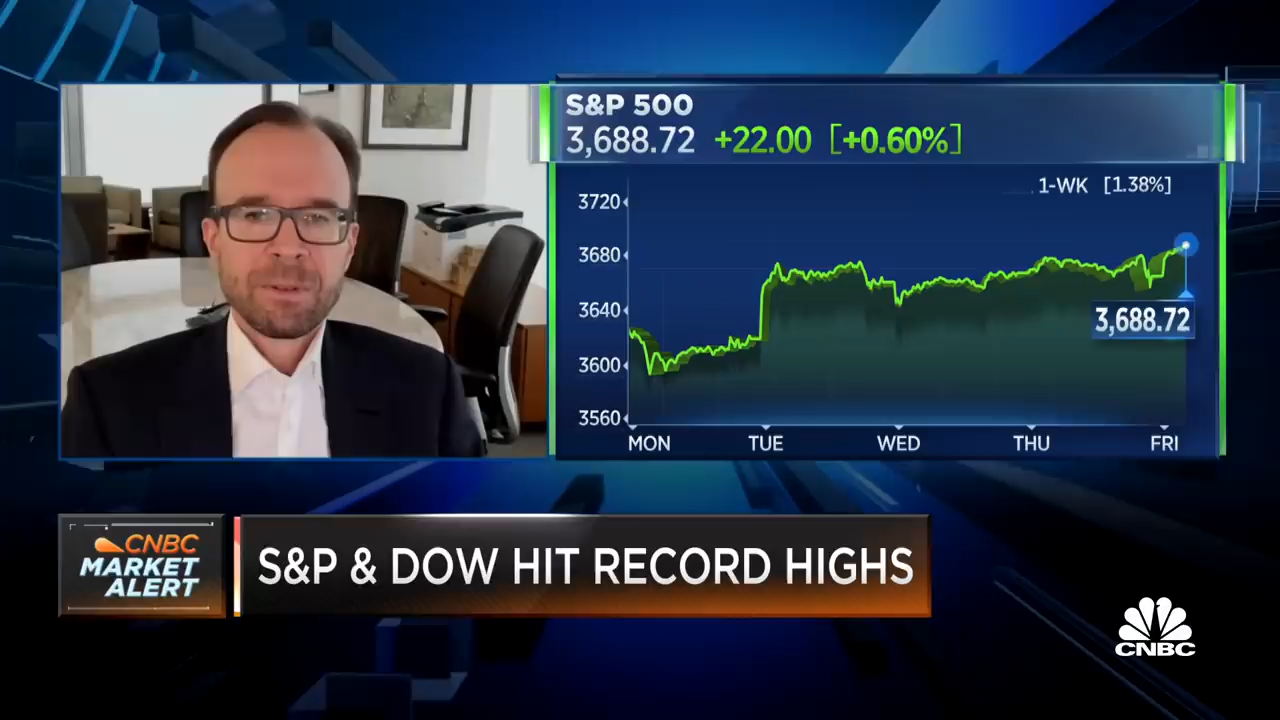 S&P 500
3,688.72 +22.00 [+0.60%]
1-WK [1.38%]
3720
3680
3640
3600
3560
3,688.72
MON TUE WED THU FRI
CNBC
MARKET
ALERT
S&P & DOW HIT RECORD HIGHS
CNBC